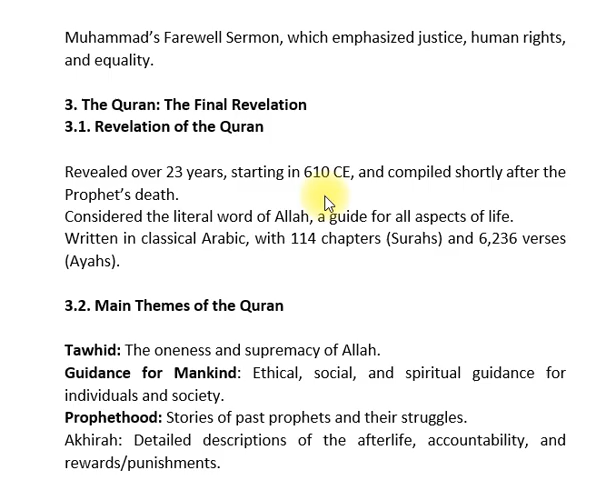 Muhammad's Farewell Sermon, which emphasized justice, human rights,
and equality.
3. The Quran: The Final Revelation
3.1. Revelation of the Quran
Revealed over 23 years, starting in 610 CE, and compiled shortly after the
Prophet's death.
Considered the literal word of Allah, a guide for all aspects of life.
Written in classical Arabic, with 114 chapters (Surahs) and 6,236 verses
(Ayahs).
3.2. Main Themes of the Quran
Tawhid: The oneness and supremacy of Allah.
Guidance for Mankind: Ethical, social, and spiritual guidance for
individuals and society.
Prophethood: Stories of past prophets and their struggles.
Akhirah: Detailed descriptions of the afterlife, accountability, and
rewards/punishments.